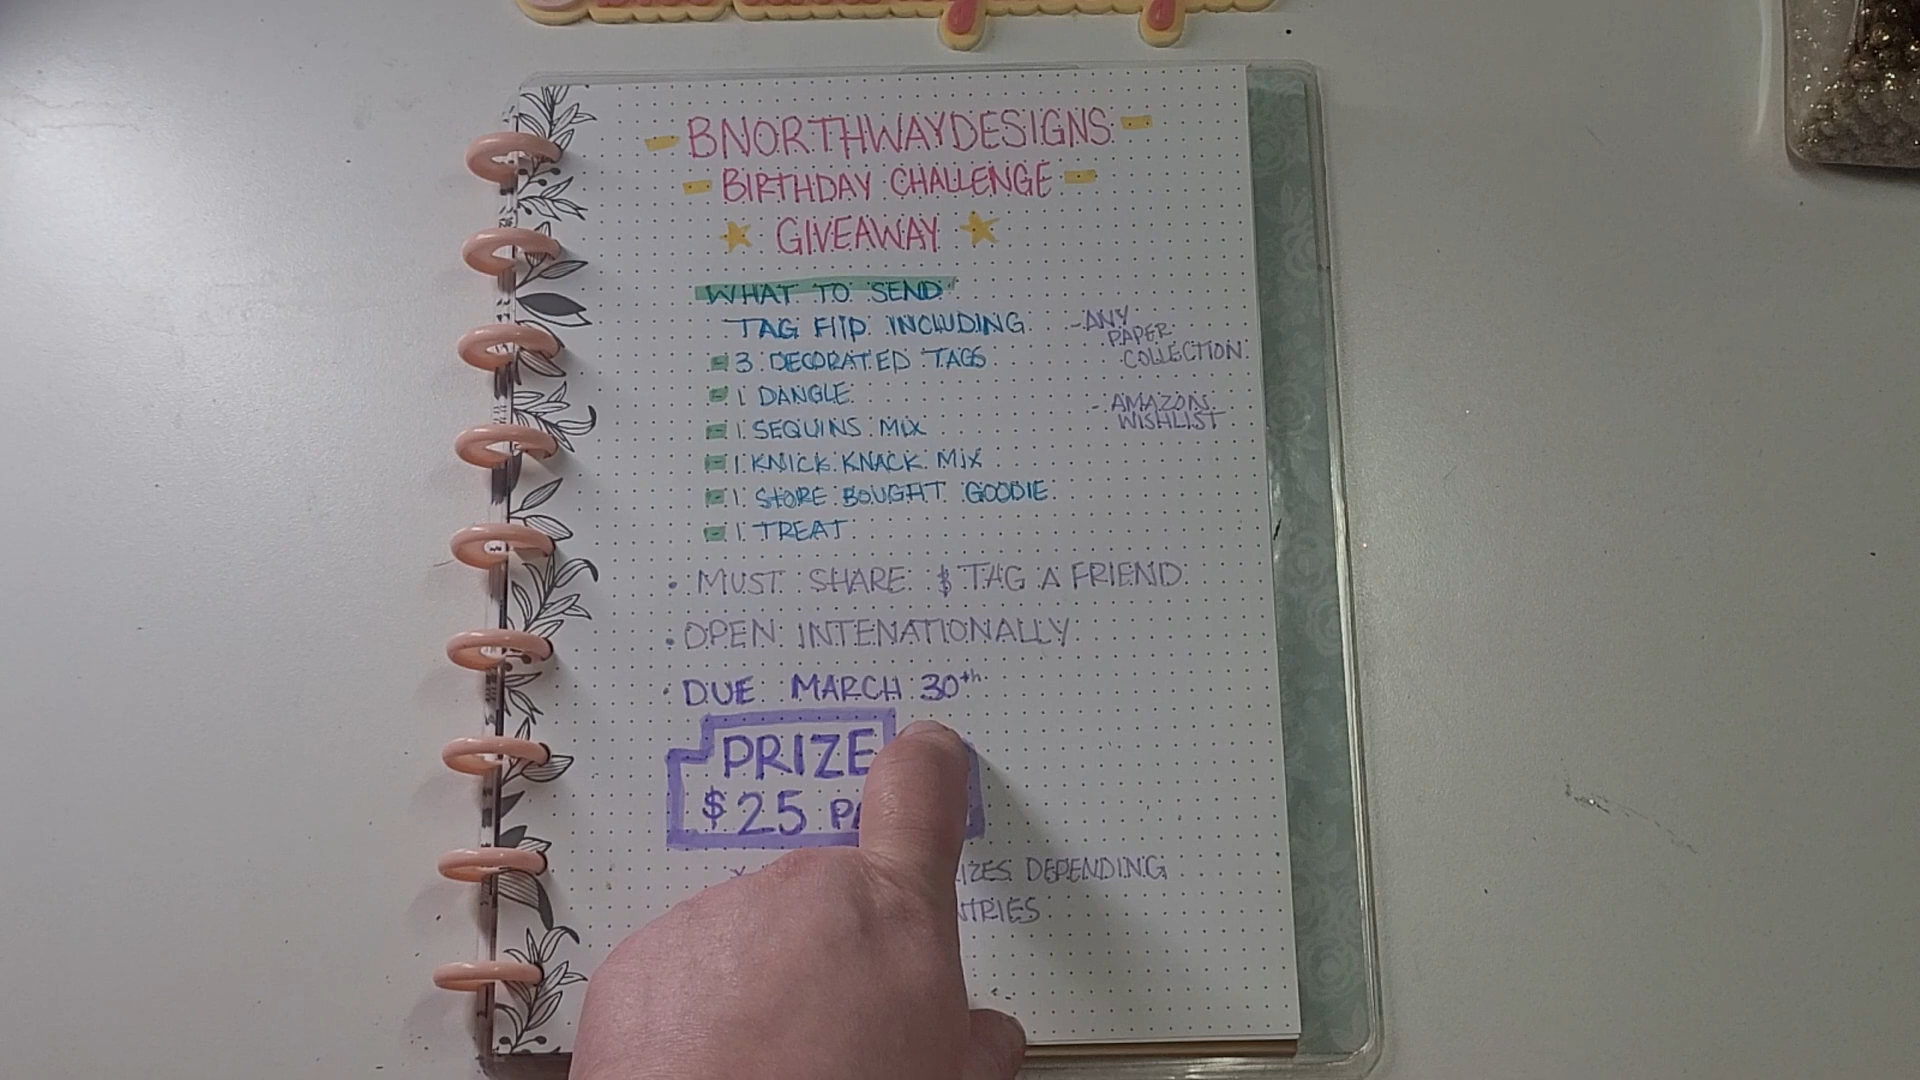 BNORTHWAYDESIGNS
BIRTHDAY CHALLENGE
GIVEAWAY
WHAT TO SEND
TAG FLIP INCLUDING
- 3 DECORATED TAGS
- 1 DANGLE
- 1 SEQUINS MIX
- 1 KNICK KNACK MIX
- 1 STORE BOUGHT GOODIE
- 1 TREAT
- ANY
PAPER
COLLECTION
- AMAZON
WISHLIST
• MUST SHARE & TAG A FRIEND
• OPEN INTENATIONALLY
• DUE MARCH 30th
PRIZE
$25
DEPENDING